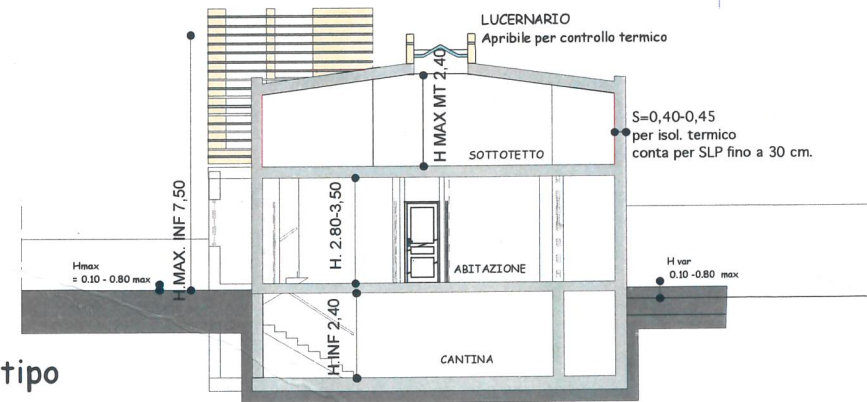 LUCERNARIO
Apribile per controllo termico
H MAX MT 2,40
S=0,40-0,45
per isol. termico
conta per SLP fino a 30 cm.
SOTTOTETTO
H.MAX. INF 7,50
H. 2.80-3,50
Hmax
= 0.10 - 0.80 max
ABITAZIONE
H var
0.10 -0.80 max
H.INF 2,40
CANTINA
tipo